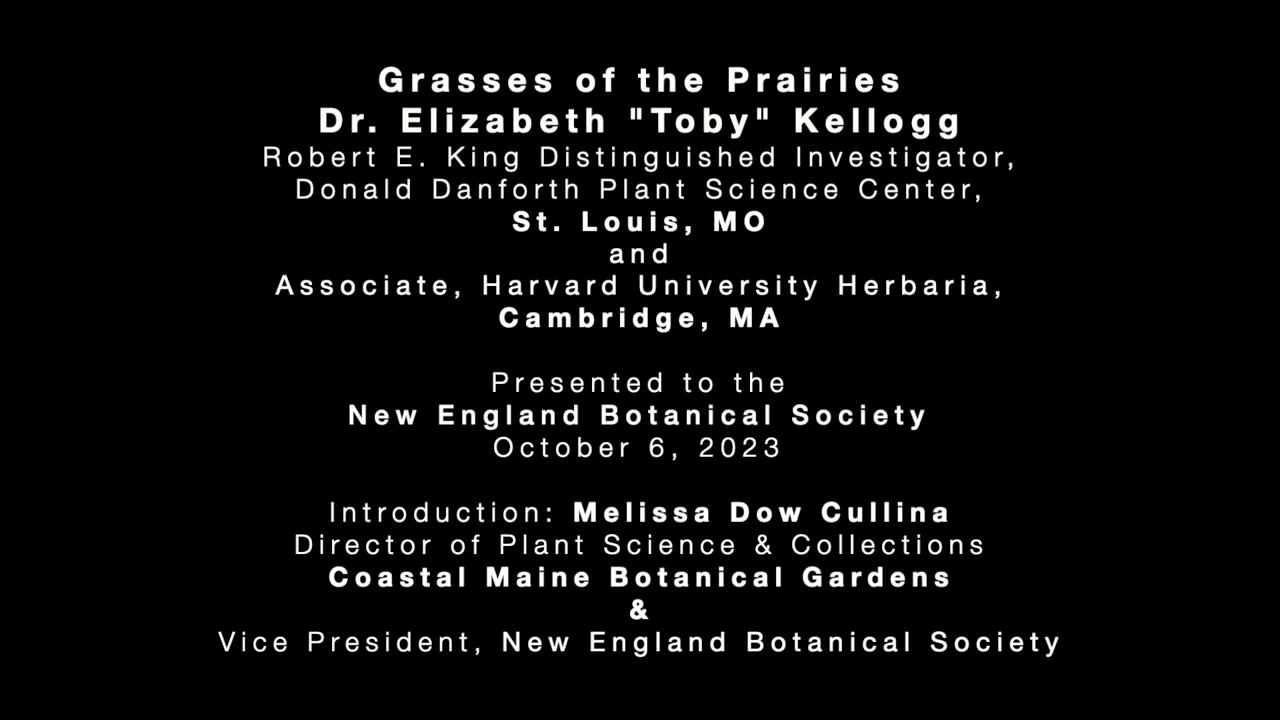 Grasses of the Prairies
Dr. Elizabeth "Toby" Kellogg
Robert E. King Distinguished Investigator,
Donald Danforth Plant Science Center,
St. Louis, MO
and
Associate, Harvard University Herbaria,
Cambridge, MA
Presented to the
New England Botanical Society
October 6, 2023
Introduction: Melissa Dow Cullina
Director of Plant Science & Collections
Coastal Maine Botanical Gardens
&
Vice President, New England Botanical Society